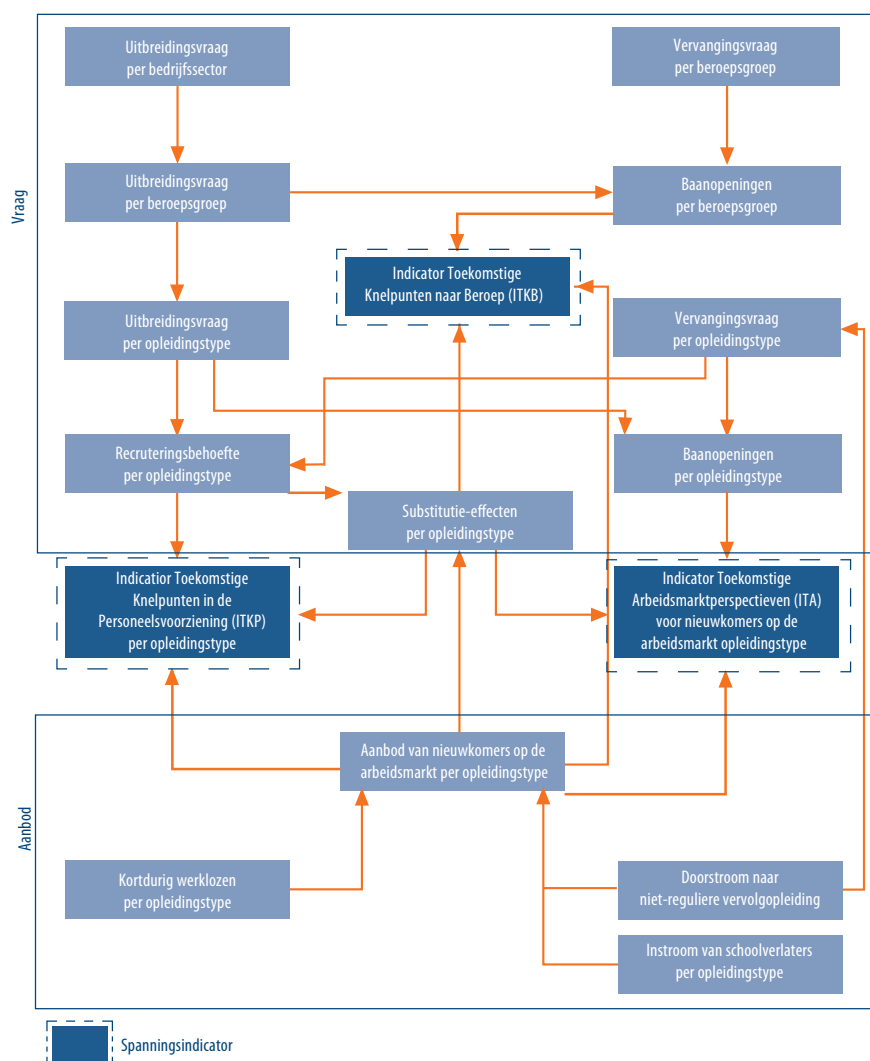 Vraag
Uitbreidingsvraag
per bedrijfssector
Vervangingsvraag
per beroepsgroep
Uitbreidingsvraag
per beroepsgroep
Baanopeningen
per beroepsgroep
Indicator Toekomstige
Knelpunten naar Beroep (ITKB)
Uitbreidingsvraag
per opleidingstype
Vervangingsvraag
per opleidingstype
Recruteringsbehoefte
per opleidingstype
Baanopeningen
per opleidingstype
Substitutie-effecten
per opleidingstype
Indicatior Toekomstige
Knelpunten in de
Personeelsvoorziening (ITKP)
per opleidingstype
Indicator Toekomstige
Arbeidsmarktperspectieven (ITA)
voor nieuwkomers op de
arbeidsmarkt opleidingstype
Aanbod
Aanbod van nieuwkomers op de
arbeidsmarkt per opleidingstype
Kortdurig werklozen
per opleidingstype
Doorstroom naar
niet-reguliere vervolgopleiding
Instroom van schoolverlaters
per opleidingstype
Spanningsindicator